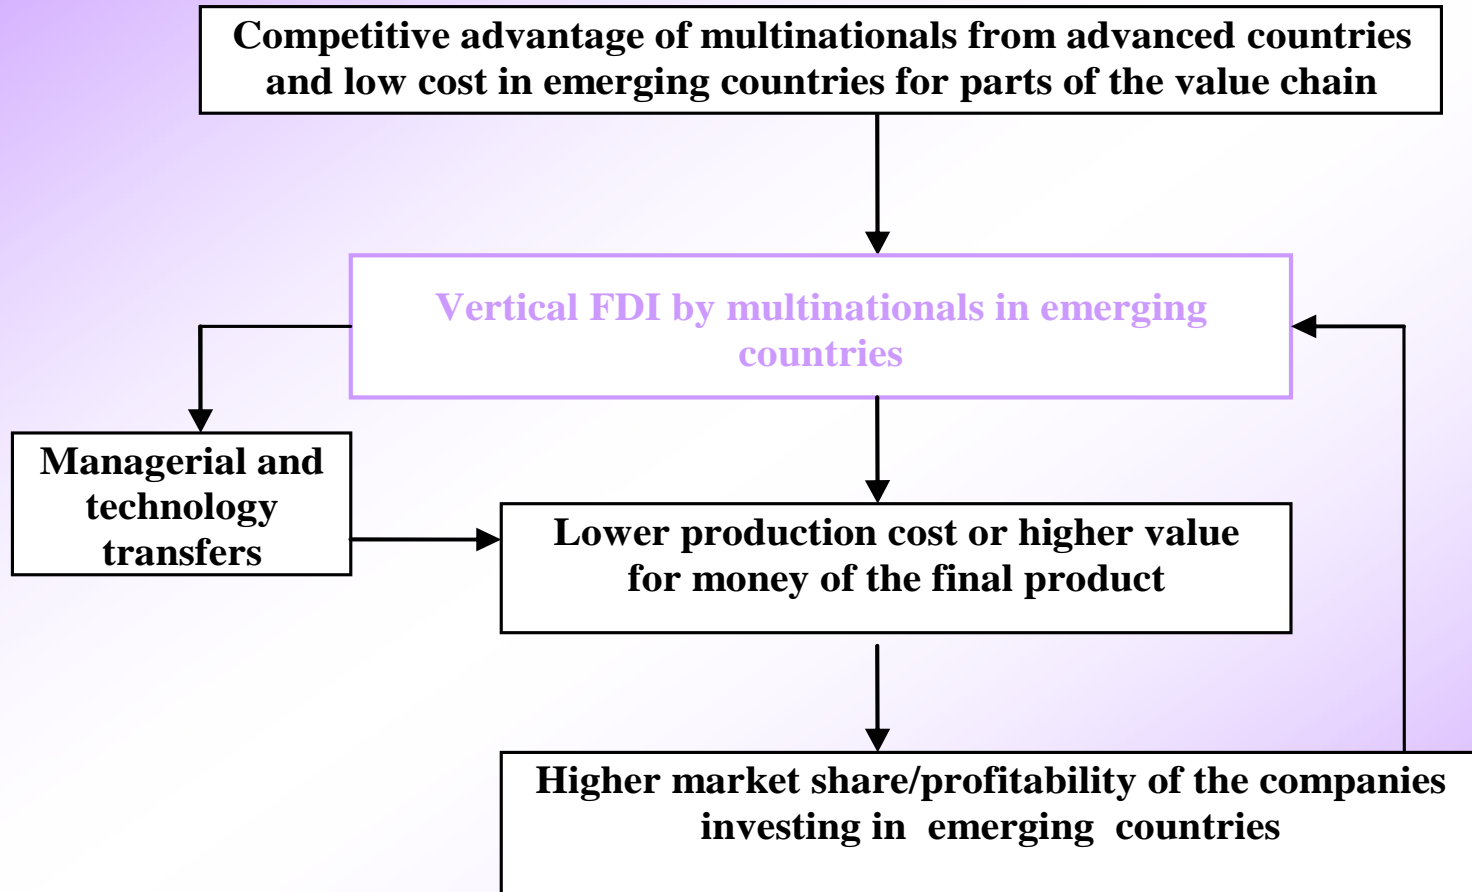 Competitive advantage of multinationals from advanced countries
and low cost in emerging countries for parts of the value chain
Vertical FDI by multinationals in emerging
countries
Managerial and
technology
transfers
Lower production cost or higher value
for money of the final product
Higher market share/profitability of the companies
investing in  emerging  countries